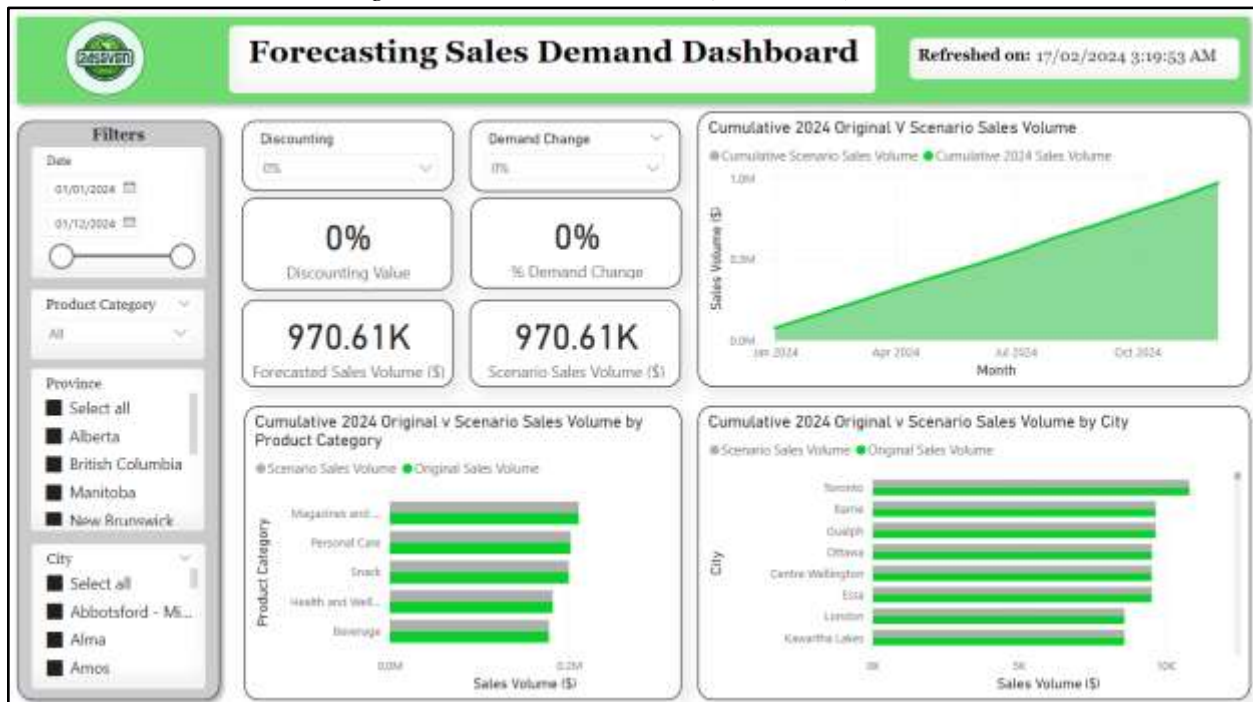 Forecasting Sales Demand Dashboard
Refreshed on: 17/02/2024 3:19:53 AM
Filters
Date
01/01/2024
01/12/2024
Product Category
All
Province
Select all
Alberta
British Columbia
Manitoba
New Brunswick
City
Select all
Abbotsford - Mi...
Alma
Amos
Discounting
0%
Demand Change
0%
0%
Discounting Value
0%
% Demand Change
970.61K
Forecasted Sales Volume ($)
970.61K
Scenario Sales Volume ($)
Cumulative 2024 Original V Scenario Sales Volume
Cumulative Scenario Sales Volume Cumulative 2024 Sales Volume
1.0M
0.5M
0.0M
Sales Volume ($)
Jan 2024 Apr 2024 Jul 2024 Oct 2024
Month
Cumulative 2024 Original v Scenario Sales Volume by
Product Category
Scenario Sales Volume Original Sales Volume
Product Category
Magazines and ...
Personal Care
Snack
Health and Well...
Beverage
0.0M 0.2M
Sales Volume ($)
Cumulative 2024 Original v Scenario Sales Volume by City
Scenario Sales Volume Original Sales Volume
City
Toronto
Barrie
Guelph
Ottawa
Centre Wellington
Essa
London
Kawartha Lakes
0K 5K 10K
Sales Volume ($)